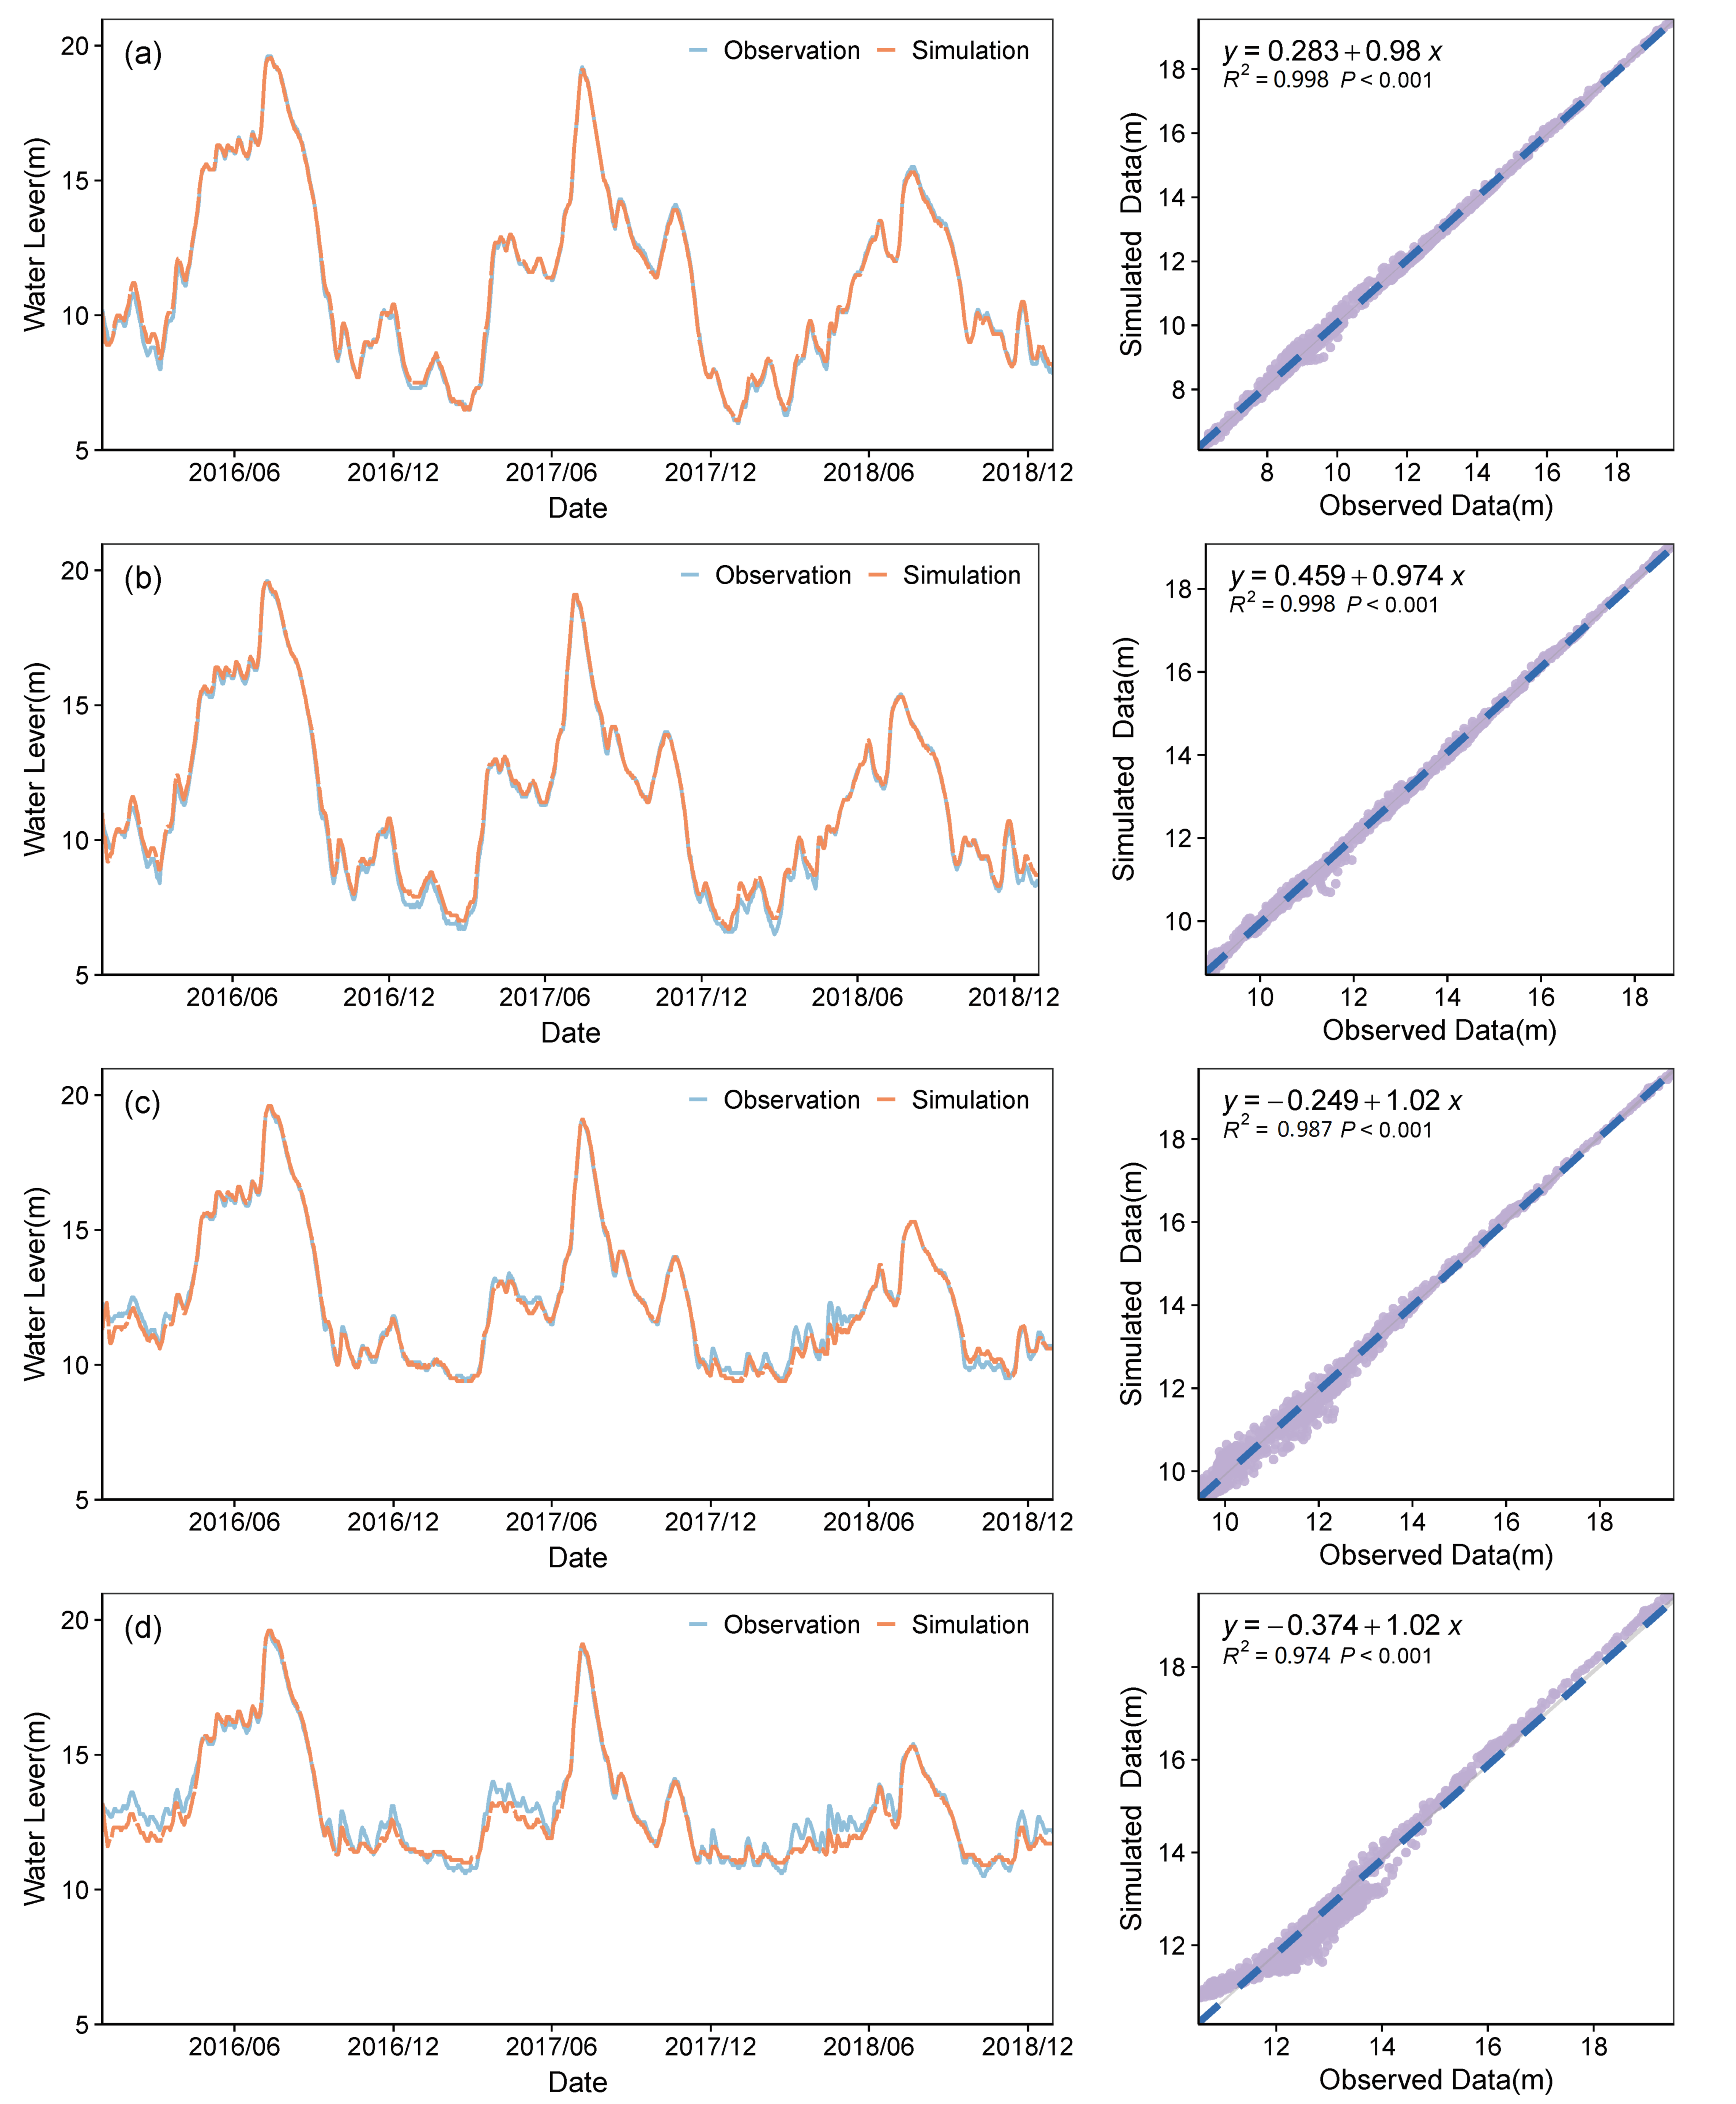 (a)
Observation
Simulation
Water Lever(m)
20
15
10
5
2016/06
2016/12
2017/06
2017/12
2018/06
2018/12
Date
y = 0.283 + 0.98 x
R² = 0.998 P < 0.001
Simulated Data(m)
18
16
14
12
10
8
8
10
12
14
16
18
Observed Data(m)
(b)
Observation
Simulation
Water Lever(m)
20
15
10
5
2016/06
2016/12
2017/06
2017/12
2018/06
2018/12
Date
y = 0.459 + 0.974 x
R² = 0.998 P < 0.001
Simulated Data(m)
18
16
14
12
10
10
12
14
16
18
Observed Data(m)
(c)
Observation
Simulation
Water Lever(m)
20
15
10
5
2016/06
2016/12
2017/06
2017/12
2018/06
2018/12
Date
y = −0.249 + 1.02 x
R² = 0.987 P < 0.001
Simulated Data(m)
18
16
14
12
10
10
12
14
16
18
Observed Data(m)
(d)
Observation
Simulation
Water Lever(m)
20
15
10
5
2016/06
2016/12
2017/06
2017/12
2018/06
2018/12
Date
y = −0.374 + 1.02 x
R² = 0.974 P < 0.001
Simulated Data(m)
18
16
14
12
12
14
16
18
Observed Data(m)